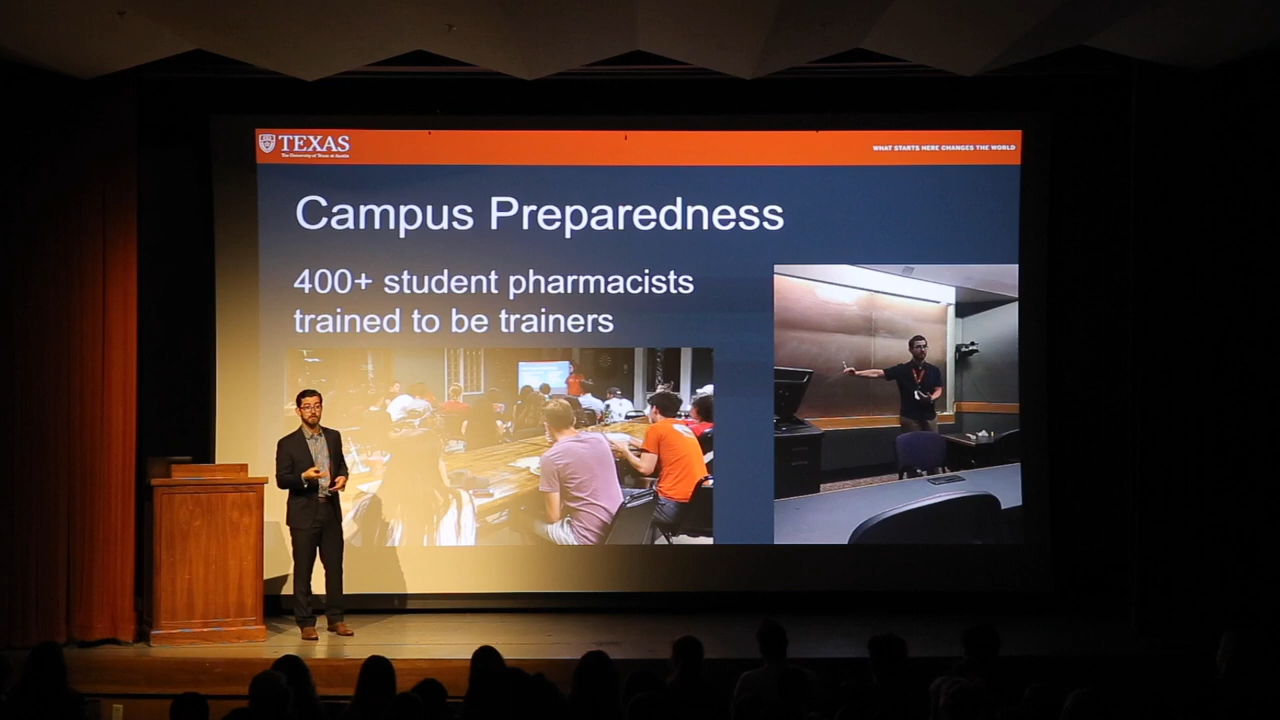 TEXAS
The University of Texas at Austin
WHAT STARTS HERE CHANGES THE WORLD
Campus Preparedness
400+ student pharmacists
trained to be trainers